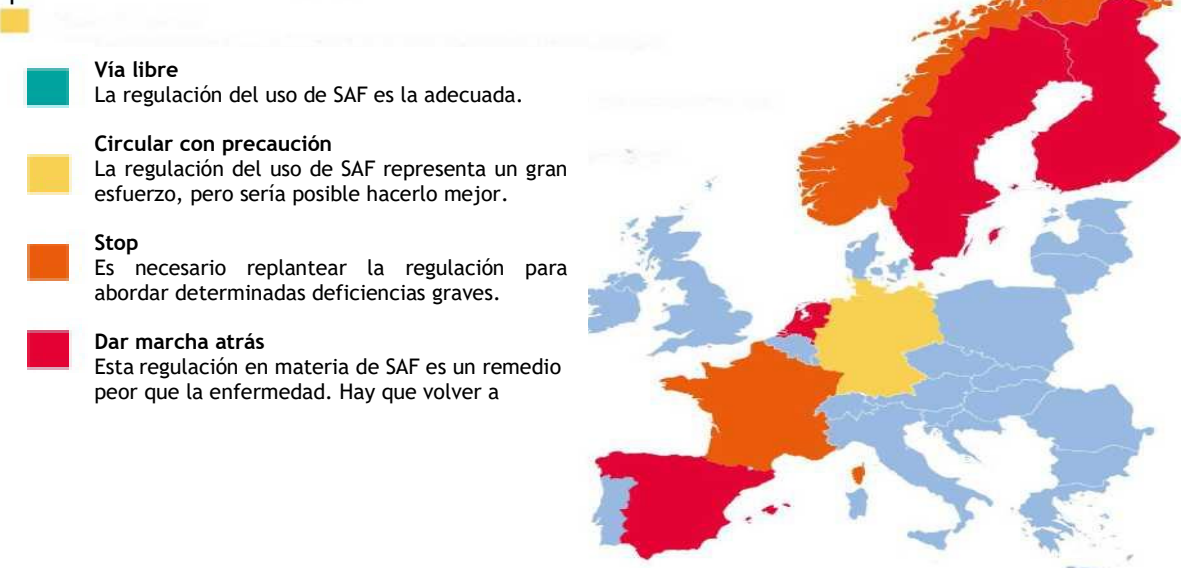 Vía libre
La regulación del uso de SAF es la adecuada.
Circular con precaución
La regulación del uso de SAF representa un gran
esfuerzo, pero sería posible hacerlo mejor.
Stop
Es necesario replantear la regulación para
abordar determinadas deficiencias graves.
Dar marcha atrás
Esta regulación en materia de SAF es un remedio
peor que la enfermedad. Hay que volver a